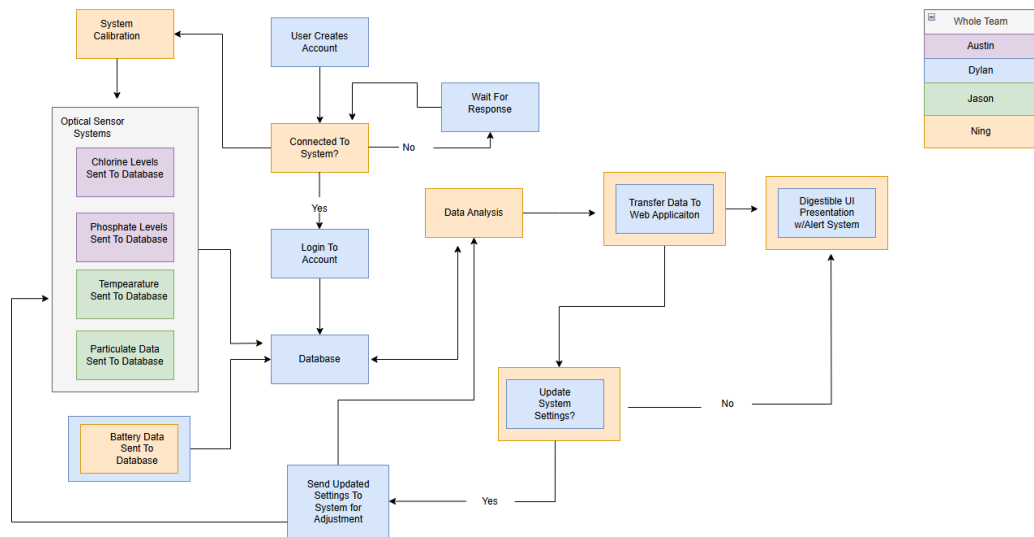 System
Calibration
User Creates
Account
Whole Team
Austin
Dylan
Jason
Ning
Wait For
Response
Optical Sensor
Systems
Connected To
System?
No
Chlorine Levels
Sent To Database
Yes
Phosphate Levels
Sent To Database
Data Analysis
Transfer Data To
Web Applicaiton
Digestible UI
Presentation
w/Alert System
Login To
Account
Tempearature
Sent To Database
Particulate Data
Sent To Database
Database
Update
System
Settings?
No
Battery Data
Sent To
Database
Send Updated
Settings To
System for
Adjustment
Yes